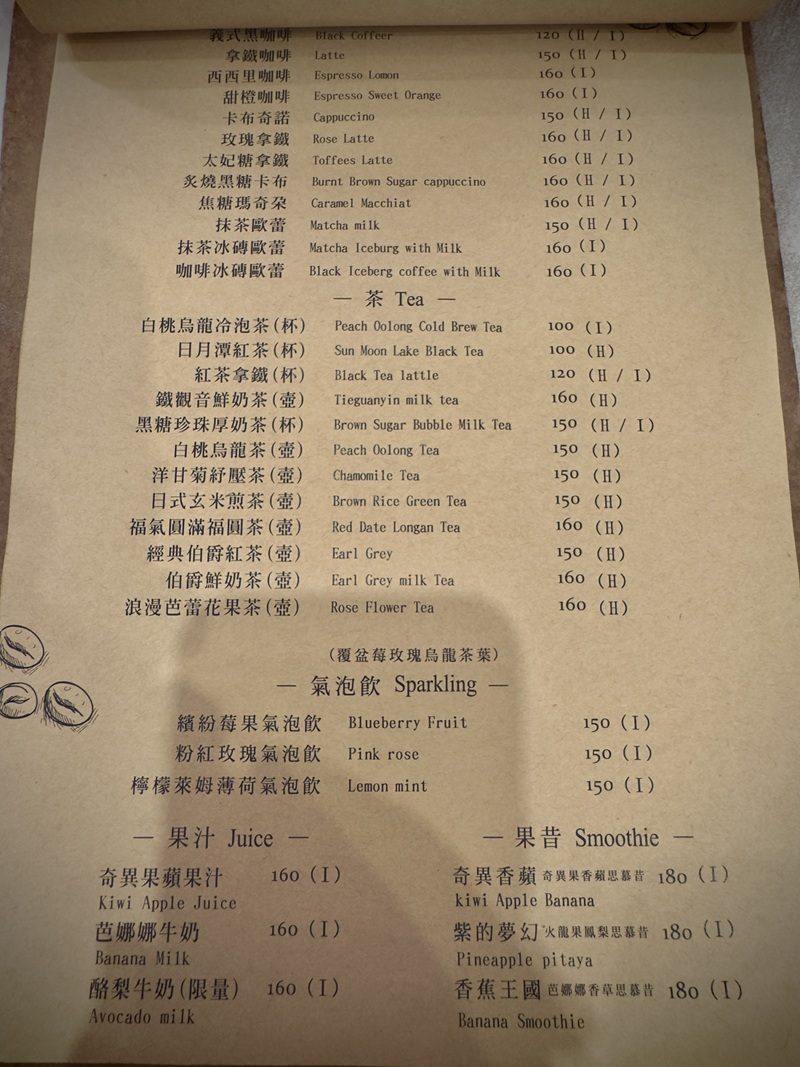 義式黑咖啡 Black Coffeer 120 (H / I)
拿鐵咖啡 Latte 150 (H / I)
西西里咖啡 Espresso Lomon 160 (I)
甜橙咖啡 Espresso Sweet Orange 160 (I)
卡布奇諾 Cappuccino 150 (H / I)
玫瑰拿鐵 Rose Latte 160 (H / I)
太妃糖拿鐵 Toffees Latte 160 (H / I)
炙燒黑糖卡布 Burnt Brown Sugar cappuccino 160 (H / I)
焦糖瑪奇朵 Caramel Macchiat 160 (H / I)
抹茶歐蕾 Matcha milk 150 (H / I)
抹茶冰磚歐蕾 Matcha Iceburg with Milk 160 (I)
咖啡冰磚歐蕾 Black Iceberg coffee with Milk 160 (I)
— 茶 Tea —
白桃烏龍冷泡茶(杯) Peach Oolong Cold Brew Tea 100 (I)
日月潭紅茶(杯) Sun Moon Lake Black Tea 100 (H)
紅茶拿鐵(杯) Black Tea lattle 120 (H / I)
鐵觀音鮮奶茶(壺) Tieguanyin milk tea 160 (H)
黑糖珍珠厚奶茶(杯) Brown Sugar Bubble Milk Tea 150 (H / I)
白桃烏龍茶(壺) Peach Oolong Tea 150 (H)
洋甘菊紓壓茶(壺) Chamomile Tea 150 (H)
日式玄米煎茶(壺) Brown Rice Green Tea 150 (H)
福氣圓滿福圓茶(壺) Red Date Longan Tea 160 (H)
經典伯爵紅茶(壺) Earl Grey 150 (H)
伯爵鮮奶茶(壺) Earl Grey milk Tea 160 (H)
浪漫芭蕾花果茶(壺) Rose Flower Tea 160 (H)
(覆盆莓玫瑰烏龍茶葉)
— 氣泡飲 Sparkling —
繽紛莓果氣泡飲 Blueberry Fruit 150 (I)
粉紅玫瑰氣泡飲 Pink rose 150 (I)
檸檬萊姆薄荷氣泡飲 Lemon mint 150 (I)
— 果汁 Juice —
奇異果蘋果汁 160 (I)
Kiwi Apple Juice
芭娜娜牛奶 160 (I)
Banana Milk
酪梨牛奶(限量) 160 (I)
Avocado milk
— 果昔 Smoothie —
奇異香蘋 奇異果香蘋思慕昔 180 (I)
kiwi Apple Banana
紫的夢幻 火龍果鳳梨思慕昔 180 (I)
Pineapple pitaya
香蕉王國 芭娜娜香草思慕昔 180 (I)
Banana Smoothie